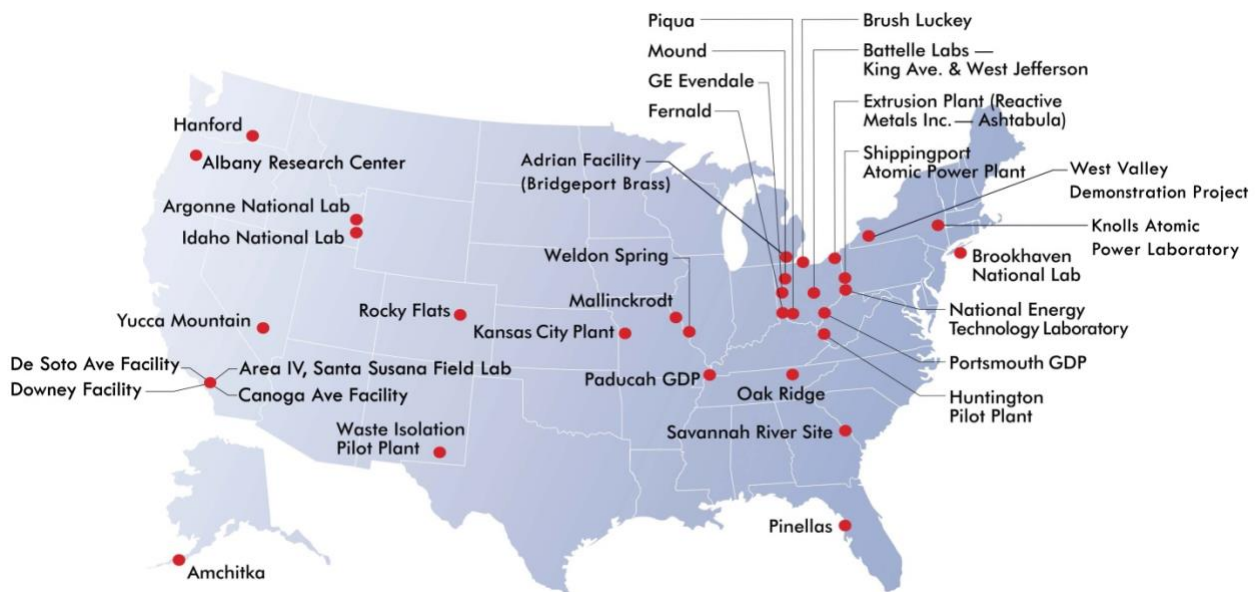 Piqua
Mound
GE Evendale
Fernald
Brush Luckey
Battelle Labs —
King Ave. & West Jefferson
Extrusion Plant (Reactive
Metals Inc. — Ashtabula)
Shippingport
Atomic Power Plant
West Valley
Demonstration Project
Adrian Facility
(Bridgeport Brass)
Knolls Atomic
Power Laboratory
Brookhaven
National Lab
Hanford
Albany Research Center
Argonne National Lab
Idaho National Lab
Weldon Spring
Mallinckrodt
Rocky Flats
Kansas City Plant
National Energy
Technology Laboratory
Yucca Mountain
De Soto Ave Facility
Downey Facility
Area IV, Santa Susana Field Lab
Canoga Ave Facility
Paducah GDP
Oak Ridge
Portsmouth GDP
Huntington
Pilot Plant
Waste Isolation
Pilot Plant
Savannah River Site
Pinellas
Amchitka